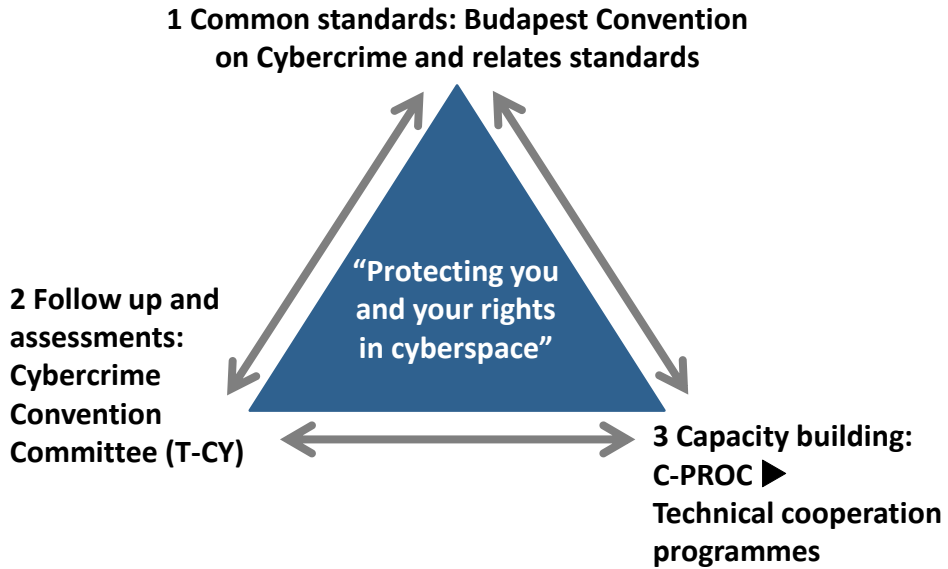 1 Common standards: Budapest Convention
on Cybercrime and relates standards
“Protecting you
and your rights
in cyberspace”
2 Follow up and
assessments:
Cybercrime
Convention
Committee (T-CY)
3 Capacity building:
C-PROC ▶
Technical cooperation
programmes